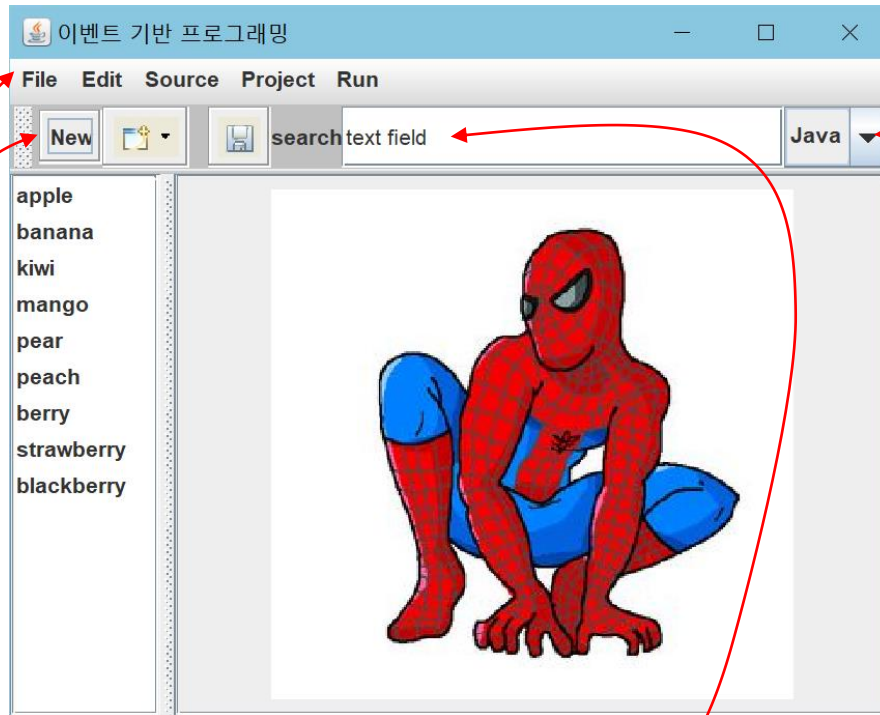 이벤트 기반 프로그래밍
File Edit Source Project Run
New search text field Java
apple
banana
kiwi
mango
pear
peach
berry
strawberry
blackberry